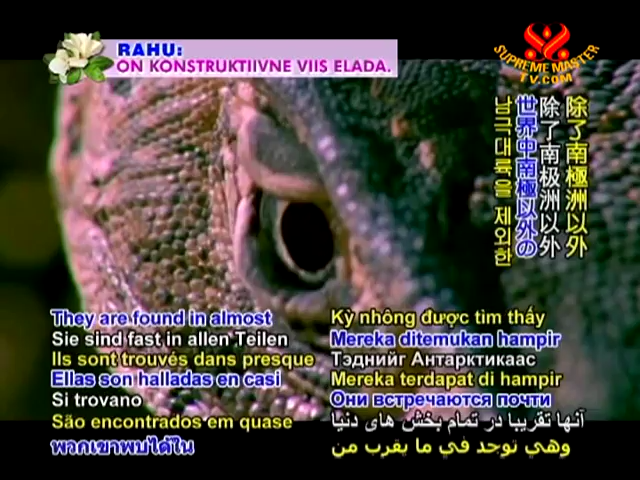 RAHU:
ON KONSTRUKTIIVNE VIIS ELADA.
SUPREME MASTER
TV.COM
除了南極洲以外
除了南极洲以外
世界中南極以外の
남극 대륙을 제외한
They are found in almost
Sie sind fast in allen Teilen
Ils sont trouvés dans presque
Ellas son halladas en casi
Si trovano
São encontrados em quase
พวกเขาพบได้ใน
Kỳ nhông được tìm thấy
Mereka ditemukan hampir
Тэднийг Антарктикаас
Mereka terdapat di hampir
Они встречаются почти
آنها تقریبا در تمام بخش های دنیا
وهي توجد في ما يقرب من